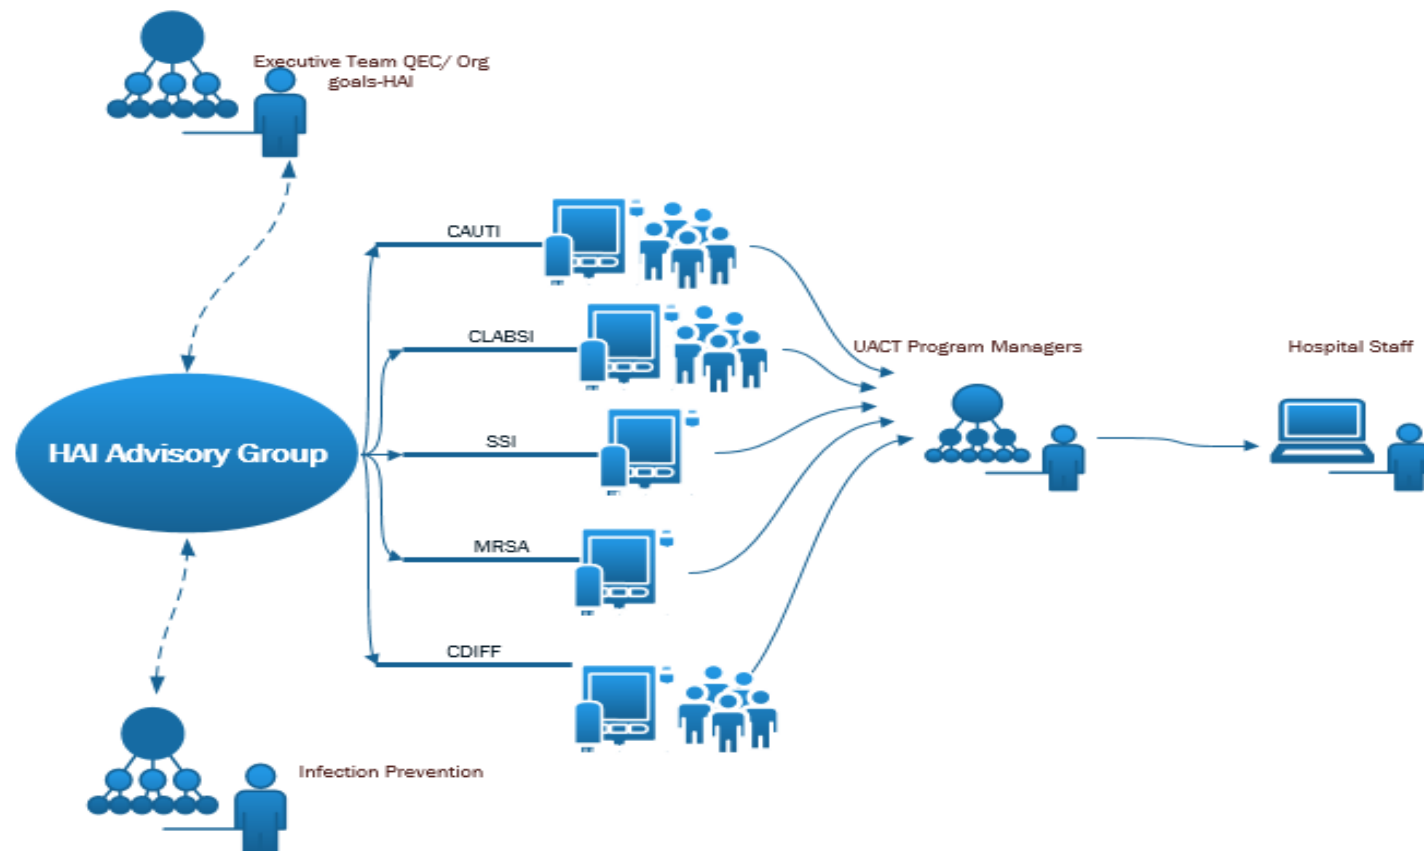 Executive Team QEC/ Org
goals-HAI
CAUTI
CLABSI
UACT Program Managers
Hospital Staff
HAI Advisory Group
SSI
MRSA
CDIFF
Infection Prevention